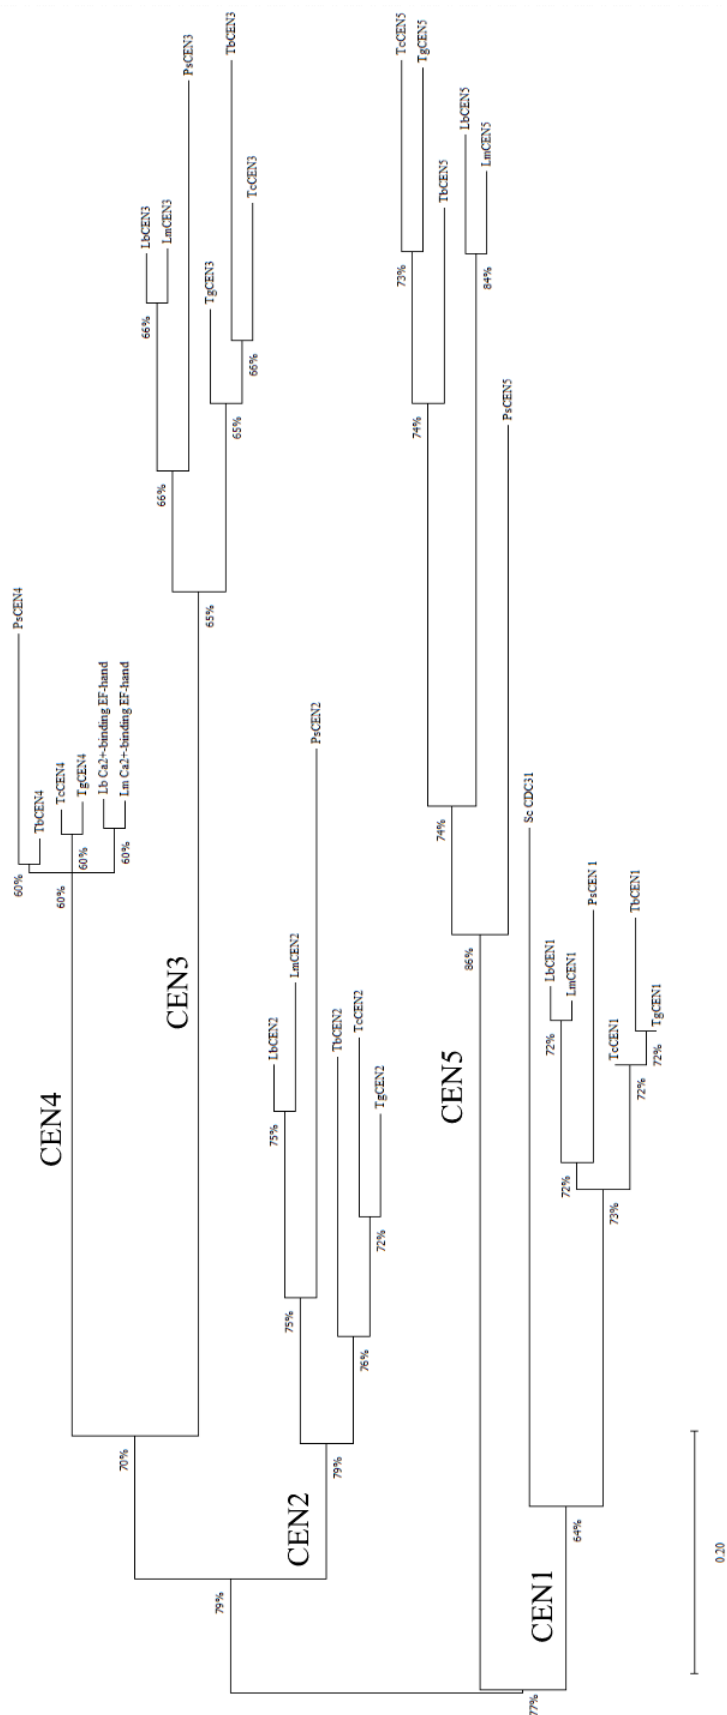 PsCEN4
TbCEN4
TcCEN4
TgCEN4
Lb Ca2+-binding EF-hand
Lm Ca2+-binding EF-hand
60%
60%
60%
60%
CEN4
LbCEN3
LmCEN3
PsCEN3
TgCEN3
TbCEN3
TcCEN3
66%
66%
66%
65%
65%
CEN3
70%
LbCEN2
LmCEN2
PsCEN2
TbCEN2
TcCEN2
TgCEN2
75%
75%
72%
76%
79%
CEN2
79%
TcCEN5
TgCEN5
TbCEN5
LbCEN5
LmCEN5
PsCEN5
73%
74%
84%
74%
86%
CEN5
Sc CDC31
LbCEN1
LmCEN1
PsCEN 1
TcCEN1
TbCEN1
TgCEN1
72%
72%
72%
72%
73%
64%
CEN1
77%
0.20